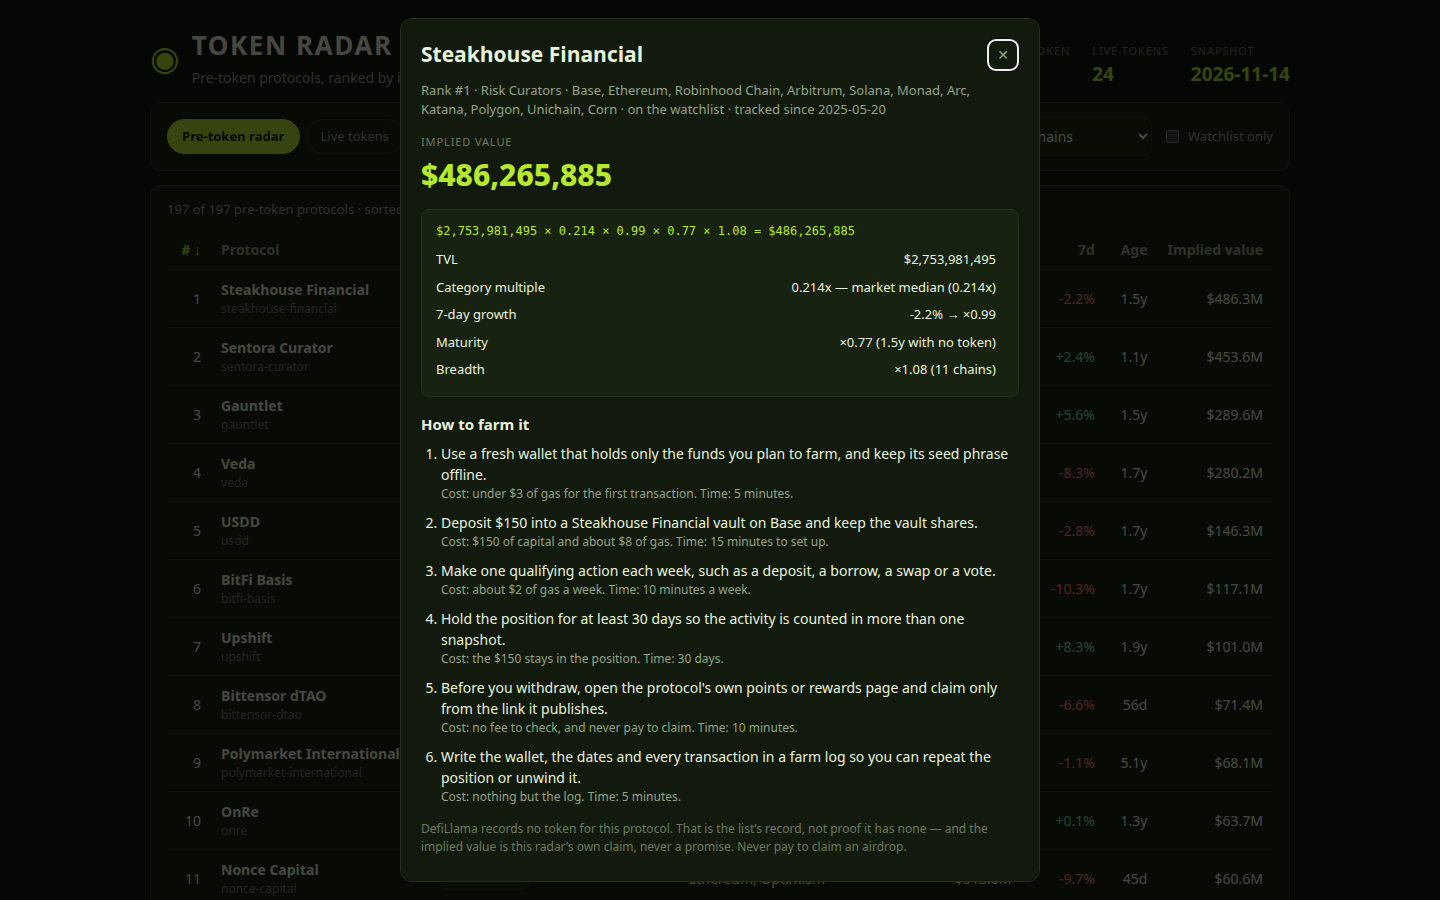 TOKEN RADAR
Pre-token protocols, ranked by i
OKEN
LIVE TOKENS
24
SNAPSHOT
2026-11-14
Pre-token radar
Live tokens
hains
Watchlist only
197 of 197 pre-token protocols · sorted
# ↓ Protocol 7d Age Implied value
1 Steakhouse Financial -2.2% 1.5y $486.3M
steakhouse-financial
2 Sentora Curator +2.4% 1.1y $453.6M
sentora-curator
3 Gauntlet +5.6% 1.5y $289.6M
gauntlet
4 Veda -8.3% 1.7y $280.2M
veda
5 USDD -2.8% 1.7y $146.3M
usdd
6 BitFi Basis -10.3% 1.7y $117.1M
bitfi-basis
7 Upshift +8.3% 1.9y $101.0M
upshift
8 Bittensor dTAO -6.6% 56d $71.4M
bittensor-dtao
9 Polymarket International -1.1% 5.1y $68.1M
polymarket-international
10 OnRe +0.1% 1.3y $63.7M
onre
11 Nonce Capital Ethereum, Optimism -9.7% 45d $60.6M
nonce-capital
Steakhouse Financial
×
Rank #1 · Risk Curators · Base, Ethereum, Robinhood Chain, Arbitrum, Solana, Monad, Arc,
Katana, Polygon, Unichain, Corn · on the watchlist · tracked since 2025-05-20
IMPLIED VALUE
$486,265,885
$2,753,981,495 × 0.214 × 0.99 × 0.77 × 1.08 = $486,265,885
TVL $2,753,981,495
Category multiple 0.214x — market median (0.214x)
7-day growth -2.2% → ×0.99
Maturity ×0.77 (1.5y with no token)
Breadth ×1.08 (11 chains)
How to farm it
1. Use a fresh wallet that holds only the funds you plan to farm, and keep its seed phrase
offline.
Cost: under $3 of gas for the first transaction. Time: 5 minutes.
2. Deposit $150 into a Steakhouse Financial vault on Base and keep the vault shares.
Cost: $150 of capital and about $8 of gas. Time: 15 minutes to set up.
3. Make one qualifying action each week, such as a deposit, a borrow, a swap or a vote.
Cost: about $2 of gas a week. Time: 10 minutes a week.
4. Hold the position for at least 30 days so the activity is counted in more than one
snapshot.
Cost: the $150 stays in the position. Time: 30 days.
5. Before you withdraw, open the protocol's own points or rewards page and claim only
from the link it publishes.
Cost: no fee to check, and never pay to claim. Time: 10 minutes.
6. Write the wallet, the dates and every transaction in a farm log so you can repeat the
position or unwind it.
Cost: nothing but the log. Time: 5 minutes.
DefiLlama records no token for this protocol. That is the list's record, not proof it has none — and the
implied value is this radar's own claim, never a promise. Never pay to claim an airdrop.